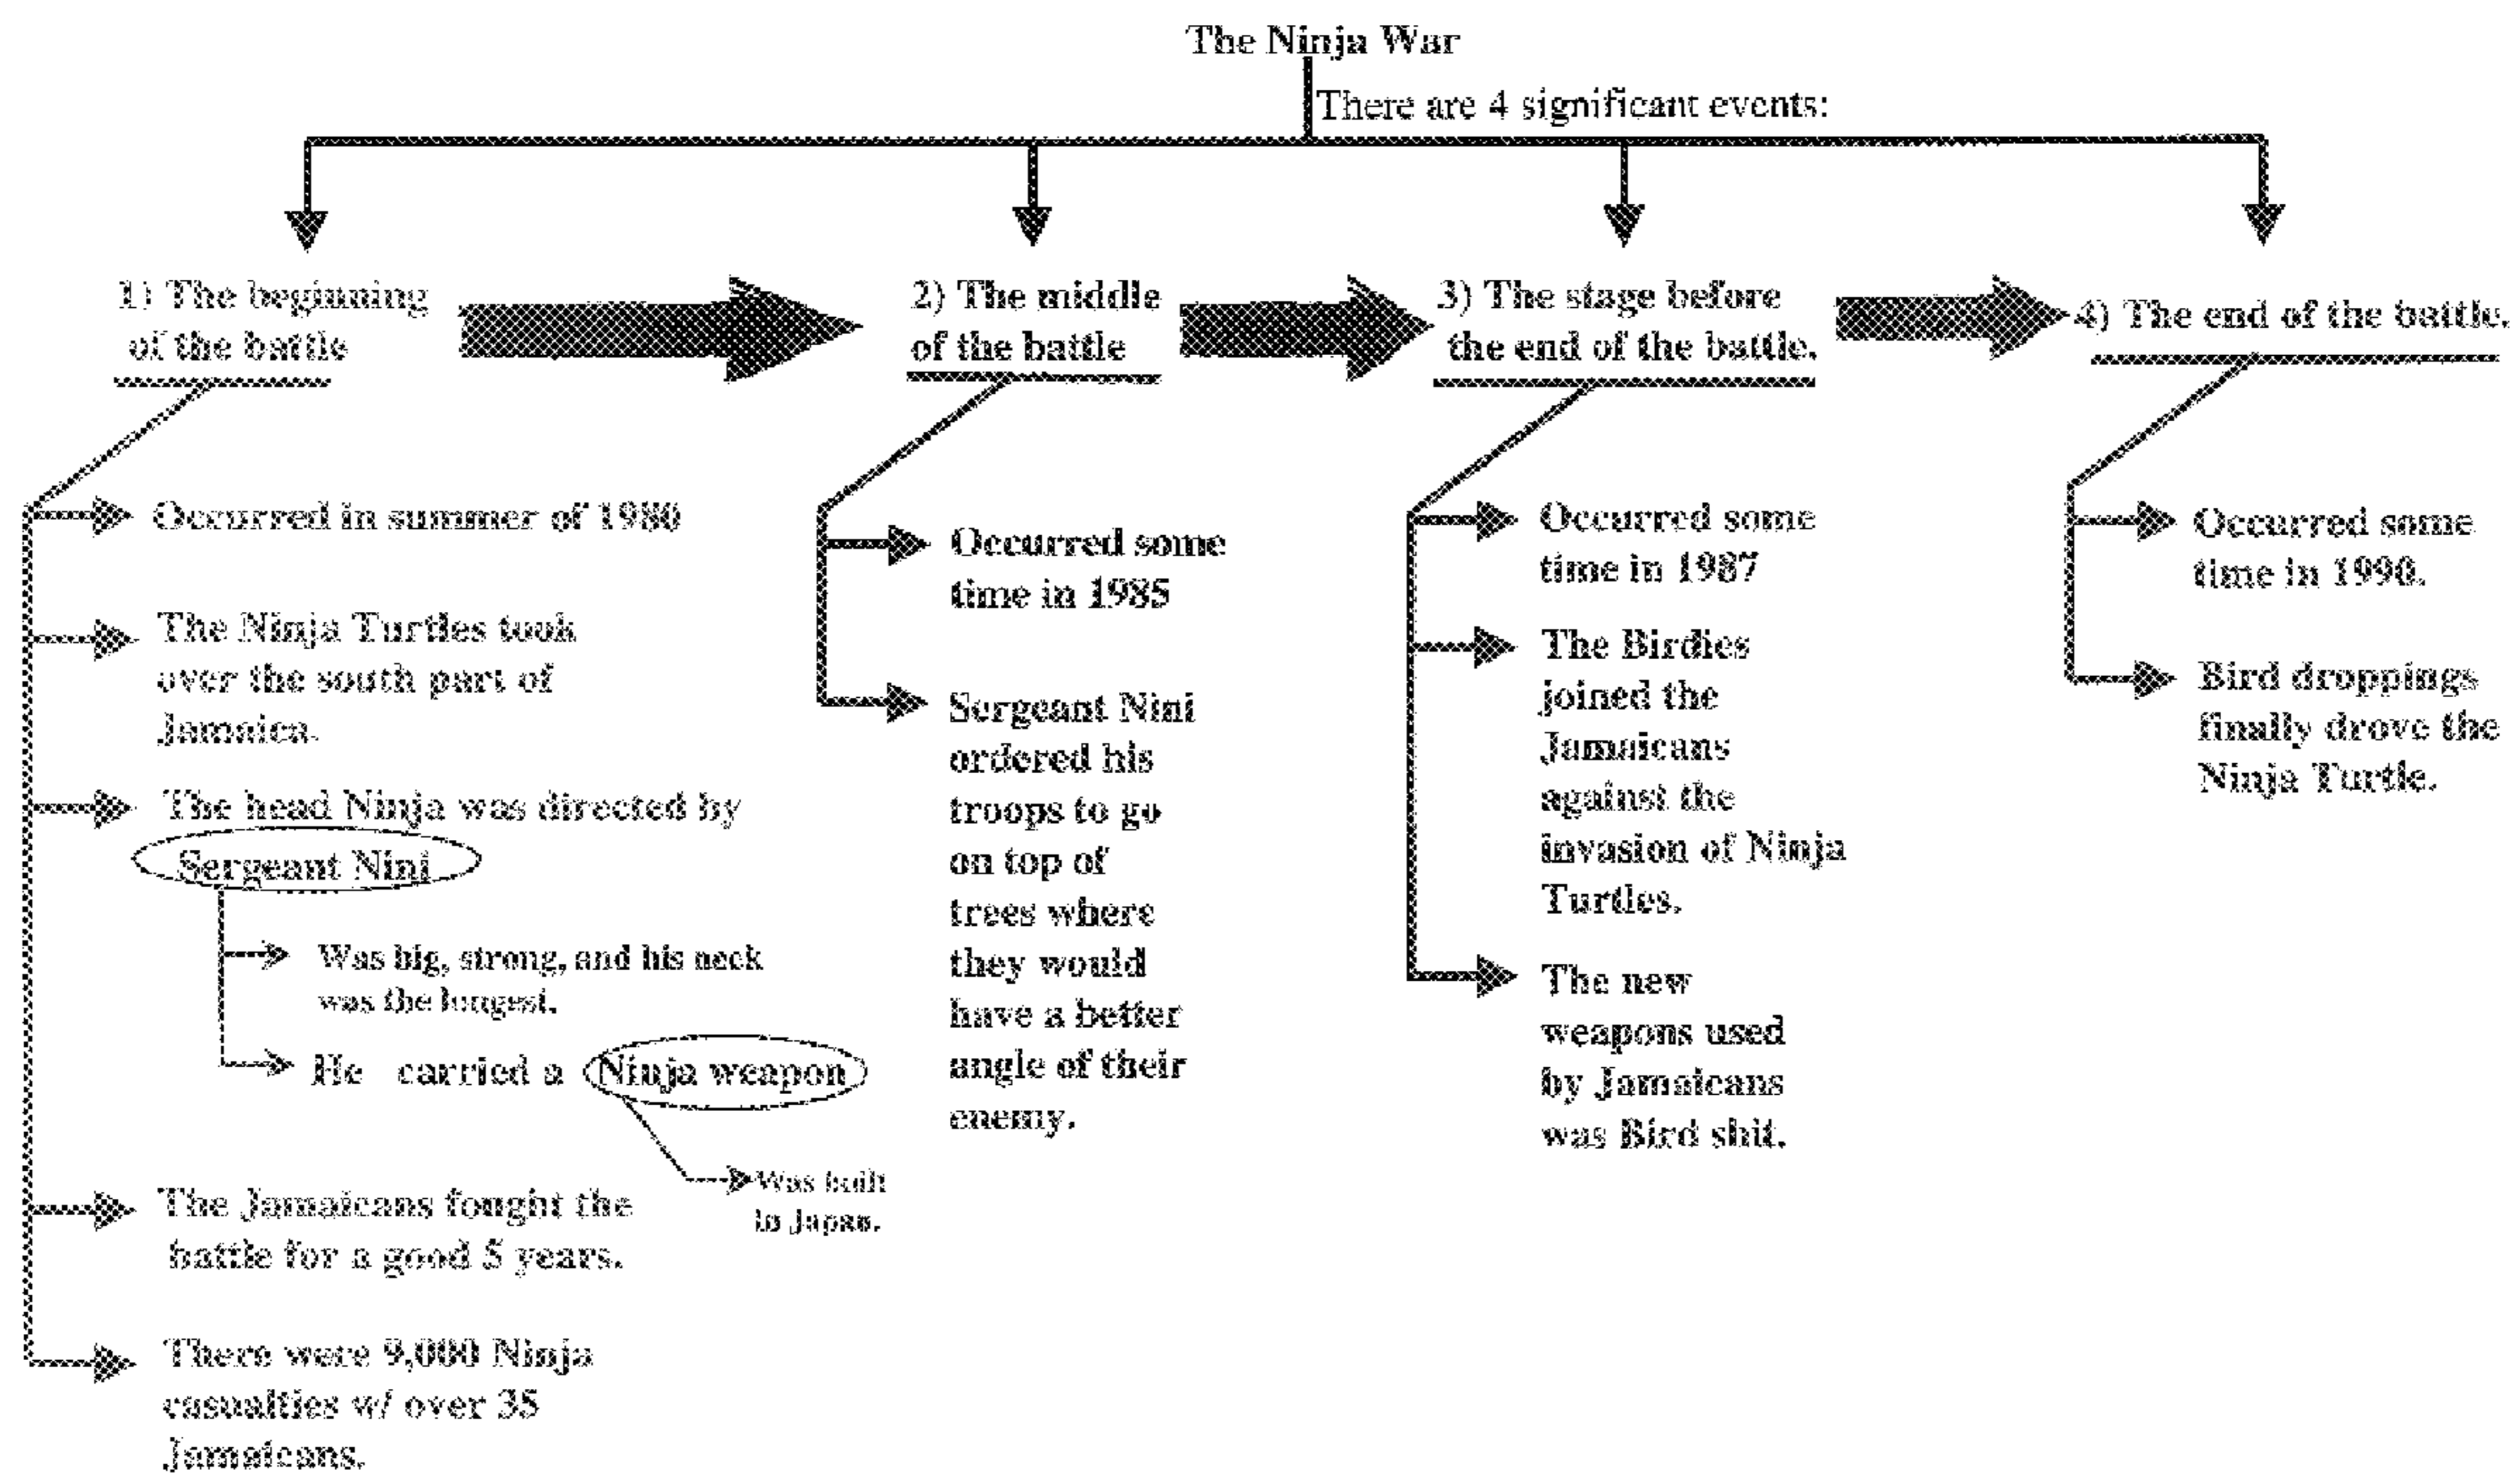 The Ninja War
There are 4 significant events:
1) The beginning
of the battle
Occurred in summer of 1980
The Ninja Turtles took
over the south part of
Jamaica.
The head Ninja was directed by
Sergeant Nini
Was big, strong, and his neck
was the longest.
He carried a Ninja weapon
Was built
in Japan.
The Jamaicans fought the
battle for a good 5 years.
There were 9,000 Ninja
casualties w/ over 35
Jamaicans.
2) The middle
of the battle
Occurred some
time in 1985
Sergeant Nini
ordered his
troops to go
on top of
trees where
they would
have a better
angle of their
enemy.
3) The stage before
the end of the battle.
Occurred some
time in 1987
The Birdies
joined the
Jamaicans
against the
invasion of Ninja
Turtles.
The new
weapons used
by Jamaicans
was Bird shit.
4) The end of the battle.
Occurred some
time in 1990.
Bird droppings
finally drove the
Ninja Turtle.